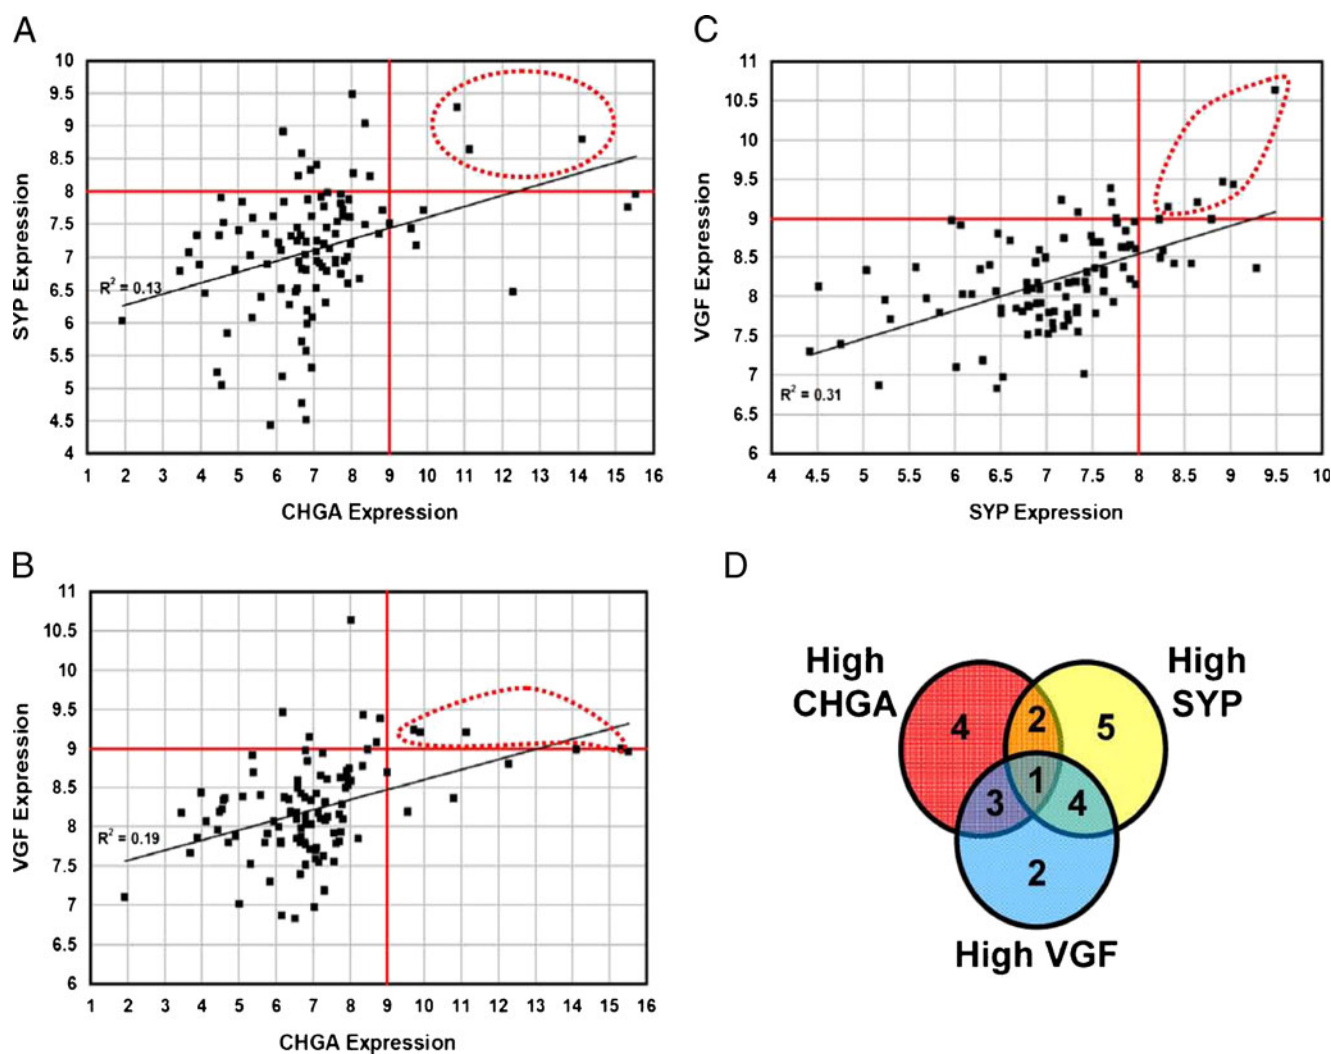 A
10
9.5
9
8.5
8
7.5
7
6.5
6
5.5
5
4.5
4
SYP Expression
R² = 0.13
1 2 3 4 5 6 7 8 9 10 11 12 13 14 15 16
CHGA Expression
B
11
10.5
10
9.5
9
8.5
8
7.5
7
6.5
6
VGF Expression
R² = 0.19
1 2 3 4 5 6 7 8 9 10 11 12 13 14 15 16
CHGA Expression
C
11
10.5
10
9.5
9
8.5
8
7.5
7
6.5
6
VGF Expression
R² = 0.31
4 4.5 5 5.5 6 6.5 7 7.5 8 8.5 9 9.5 10
SYP Expression
D
High
CHGA
High
SYP
4 2 5
1
3 4
2
High VGF